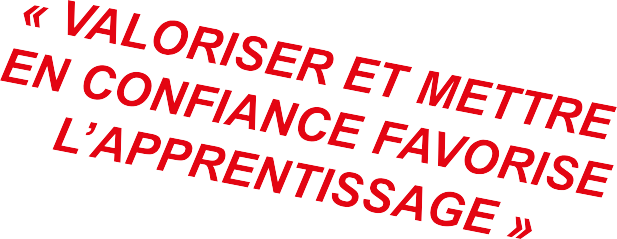 « VALORISER ET METTRE
EN CONFIANCE FAVORISE
L’APPRENTISSAGE »